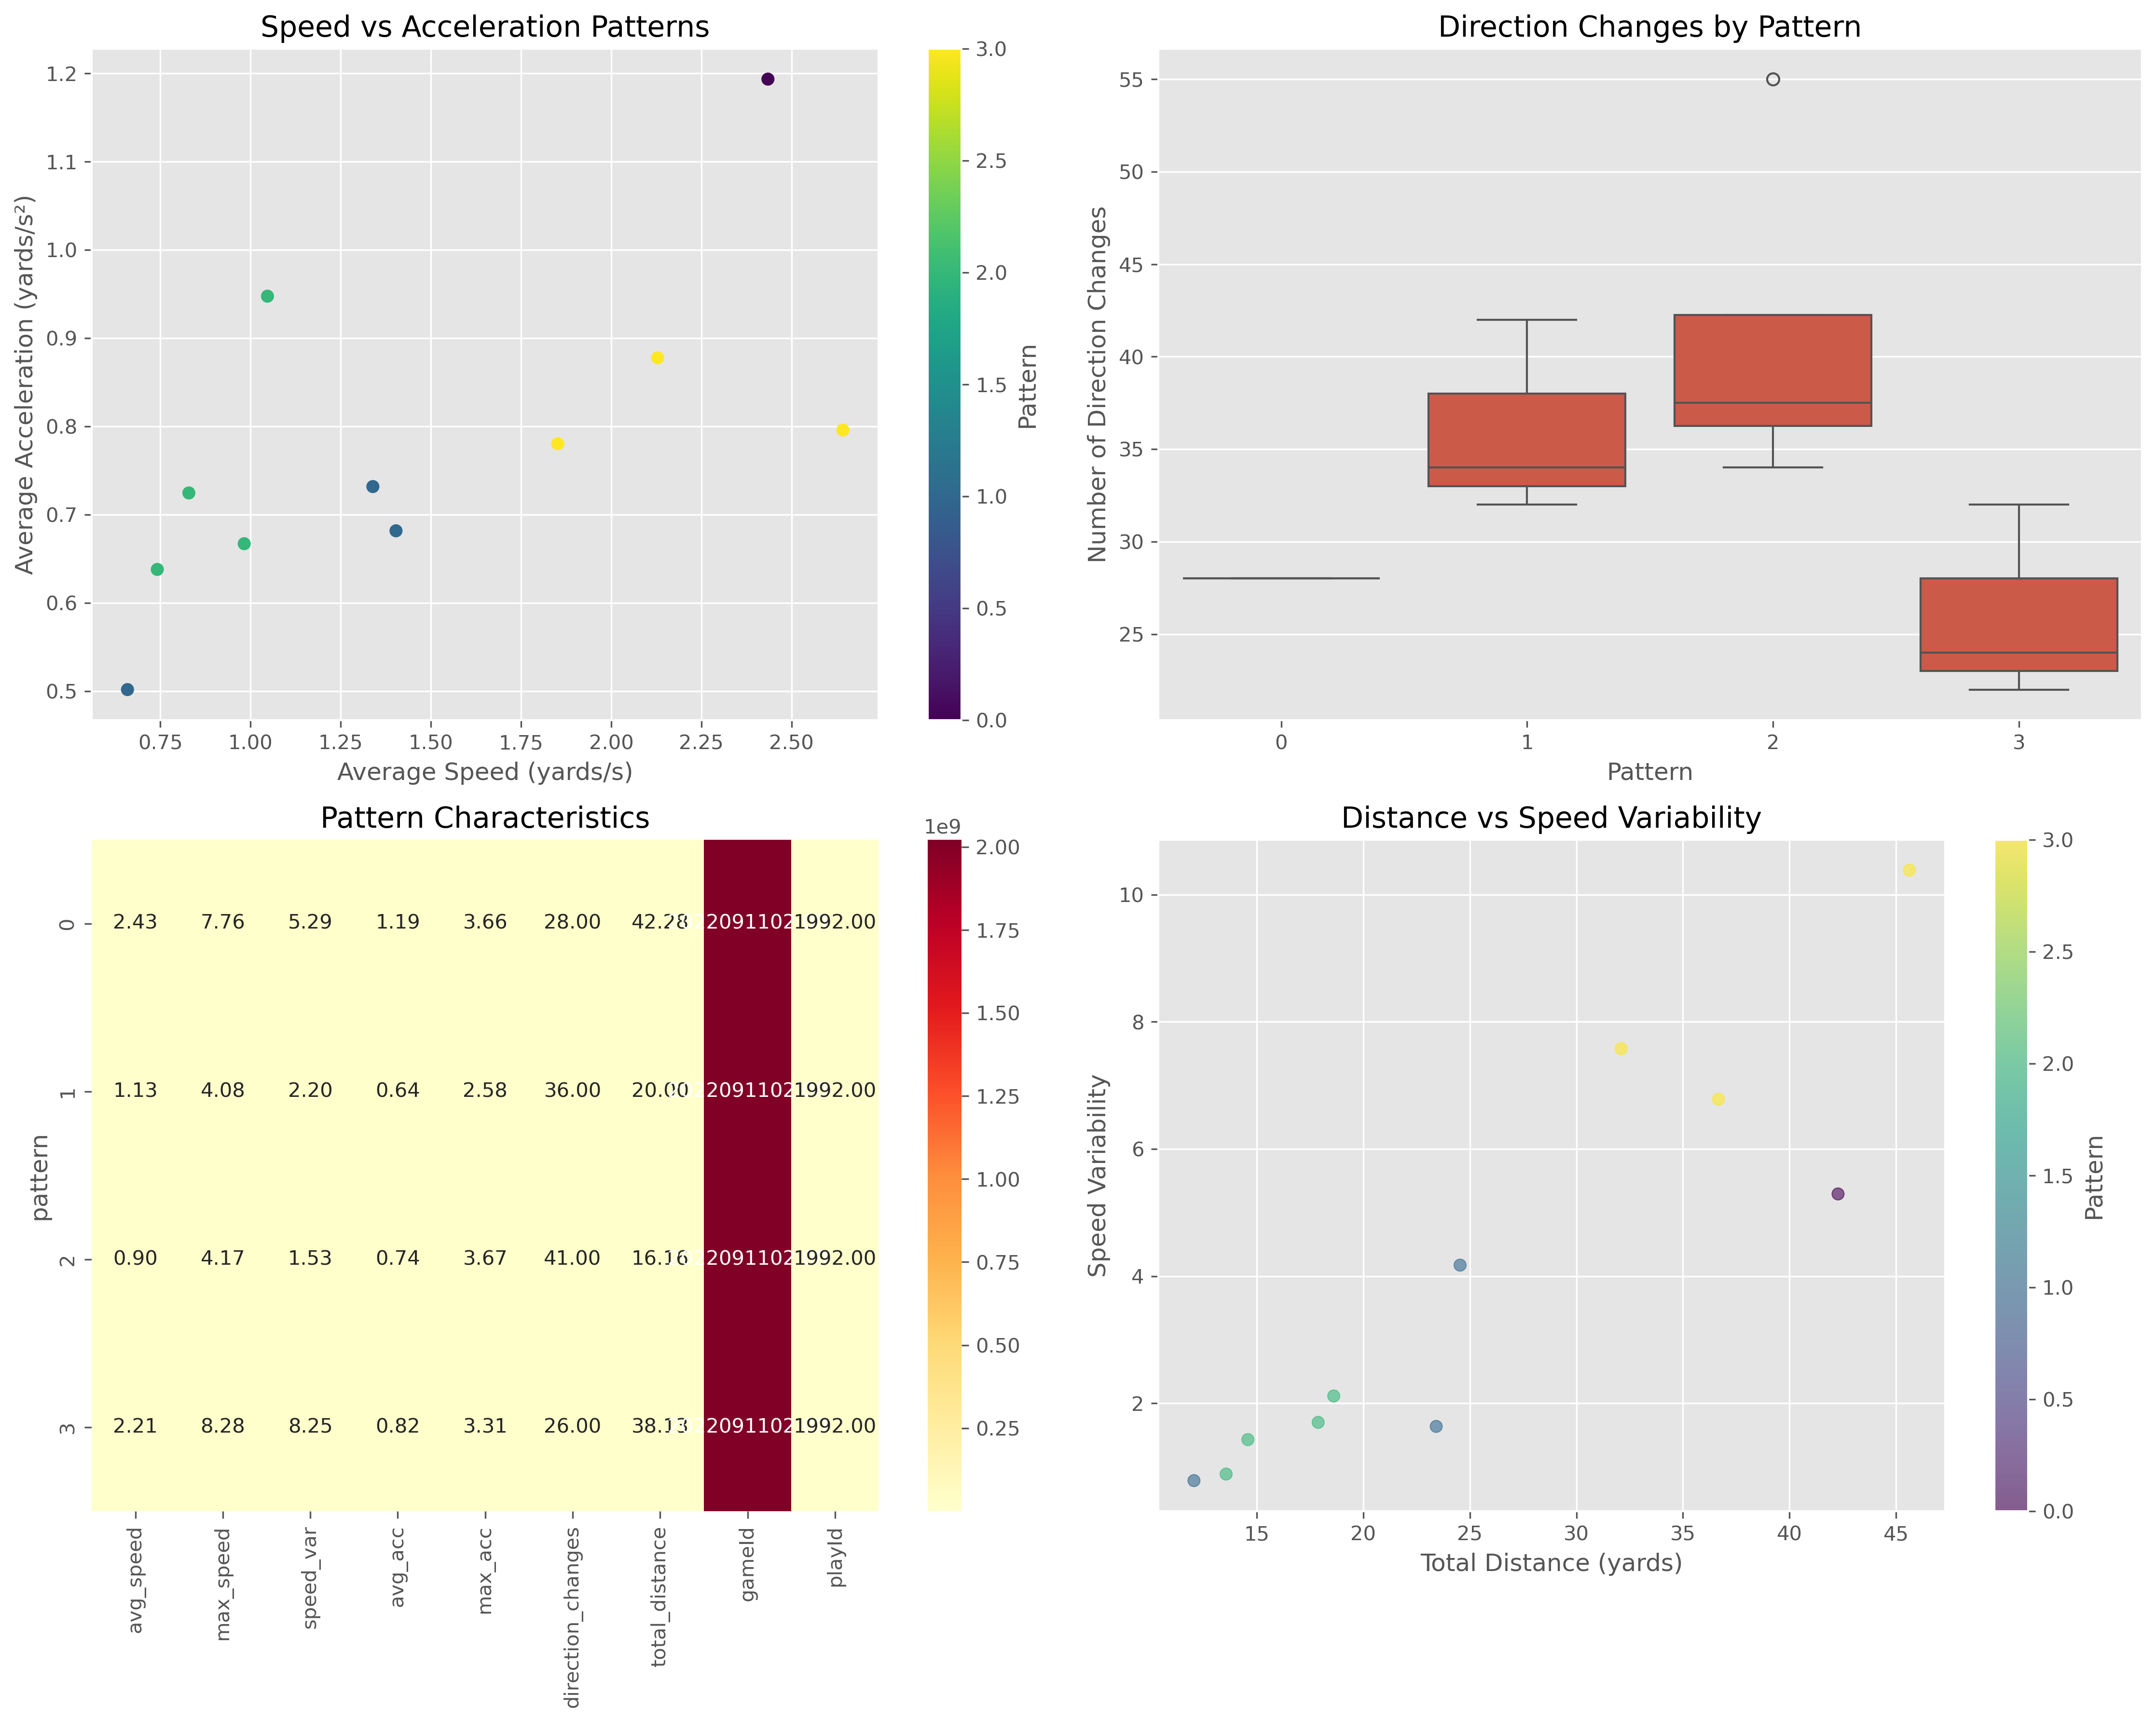 Speed vs Acceleration Patterns
Average Acceleration (yards/s²)
1.2
1.1
1.0
0.9
0.8
0.7
0.6
0.5
0.75 1.00 1.25 1.50 1.75 2.00 2.25 2.50
Average Speed (yards/s)
3.0
2.5
2.0
1.5
1.0
0.5
0.0
Pattern
Direction Changes by Pattern
Number of Direction Changes
55
50
45
40
35
30
25
0 1 2 3
Pattern
Pattern Characteristics
pattern
0 2.43 7.76 5.29 1.19 3.66 28.00 42.28 1992.00
1 1.13 4.08 2.20 0.64 2.58 36.00 1992.00
2 0.90 4.17 1.53 0.74 3.67 41.00 1992.00
3 2.21 8.28 8.25 0.82 3.31 26.00 1992.00
avg_speed
max_speed
speed_var
avg_acc
max_acc
direction_changes
total_distance
gameId
playId
1e9
2.00
1.75
1.50
1.25
1.00
0.75
0.50
0.25
Distance vs Speed Variability
Speed Variability
10
8
6
4
2
15 20 25 30 35 40 45
Total Distance (yards)
3.0
2.5
2.0
1.5
1.0
0.5
0.0
Pattern